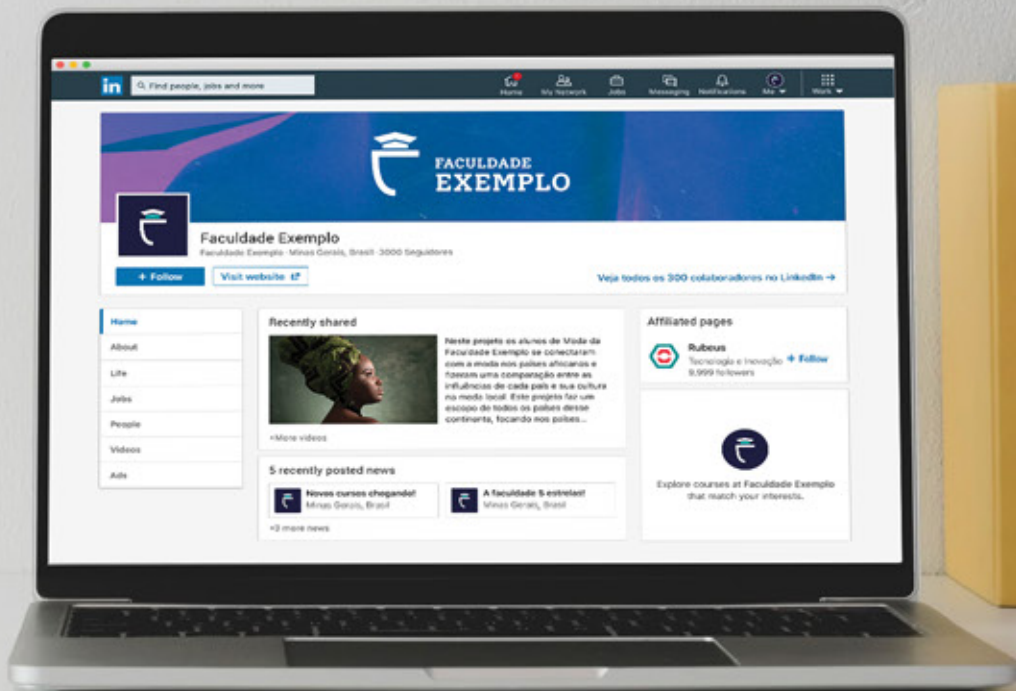 in
Find people, jobs and more
Home
My Network
Jobs
Messaging
Notifications
Me
Work
FACULDADE
EXEMPLO
Faculdade Exemplo
Faculdade Exemplo · Minas Gerais, Brasil · 3000 Seguidores
+ Follow
Visit website
Veja todos os 300 colaboradores no LinkedIn →
Home
About
Life
Jobs
People
Videos
Ads
Recently shared
Neste projeto os alunos de Moda da
Faculdade Exemplo se conectaram
com a moda nos países africanos e
fizeram uma comparação entre as
influências de cada país e sua cultura
na moda local. Este projeto faz um
escopo de todos os países desse
continente, focando nos países...
+More videos
5 recently posted news
Novos cursos chegando!
Minas Gerais, Brasil
A faculdade 5 estrelas!
Minas Gerais, Brasil
+3 more news
Affiliated pages
Rubeus
Tecnologia e Inovação
9,999 followers
+ Follow
Explore courses at Faculdade Exemplo
that match your interests.